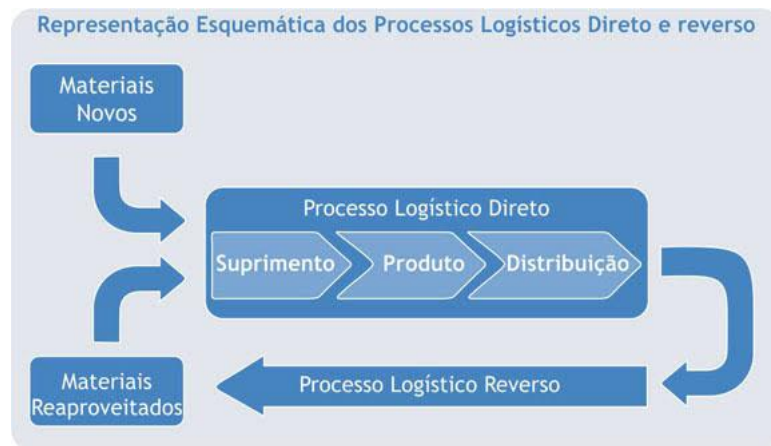 Representação Esquemática dos Processos Logísticos Direto e reverso
Materiais
Novos
Processo Logístico Direto
Suprimento
Produto
Distribuição
Processo Logístico Reverso
Materiais
Reaproveitados